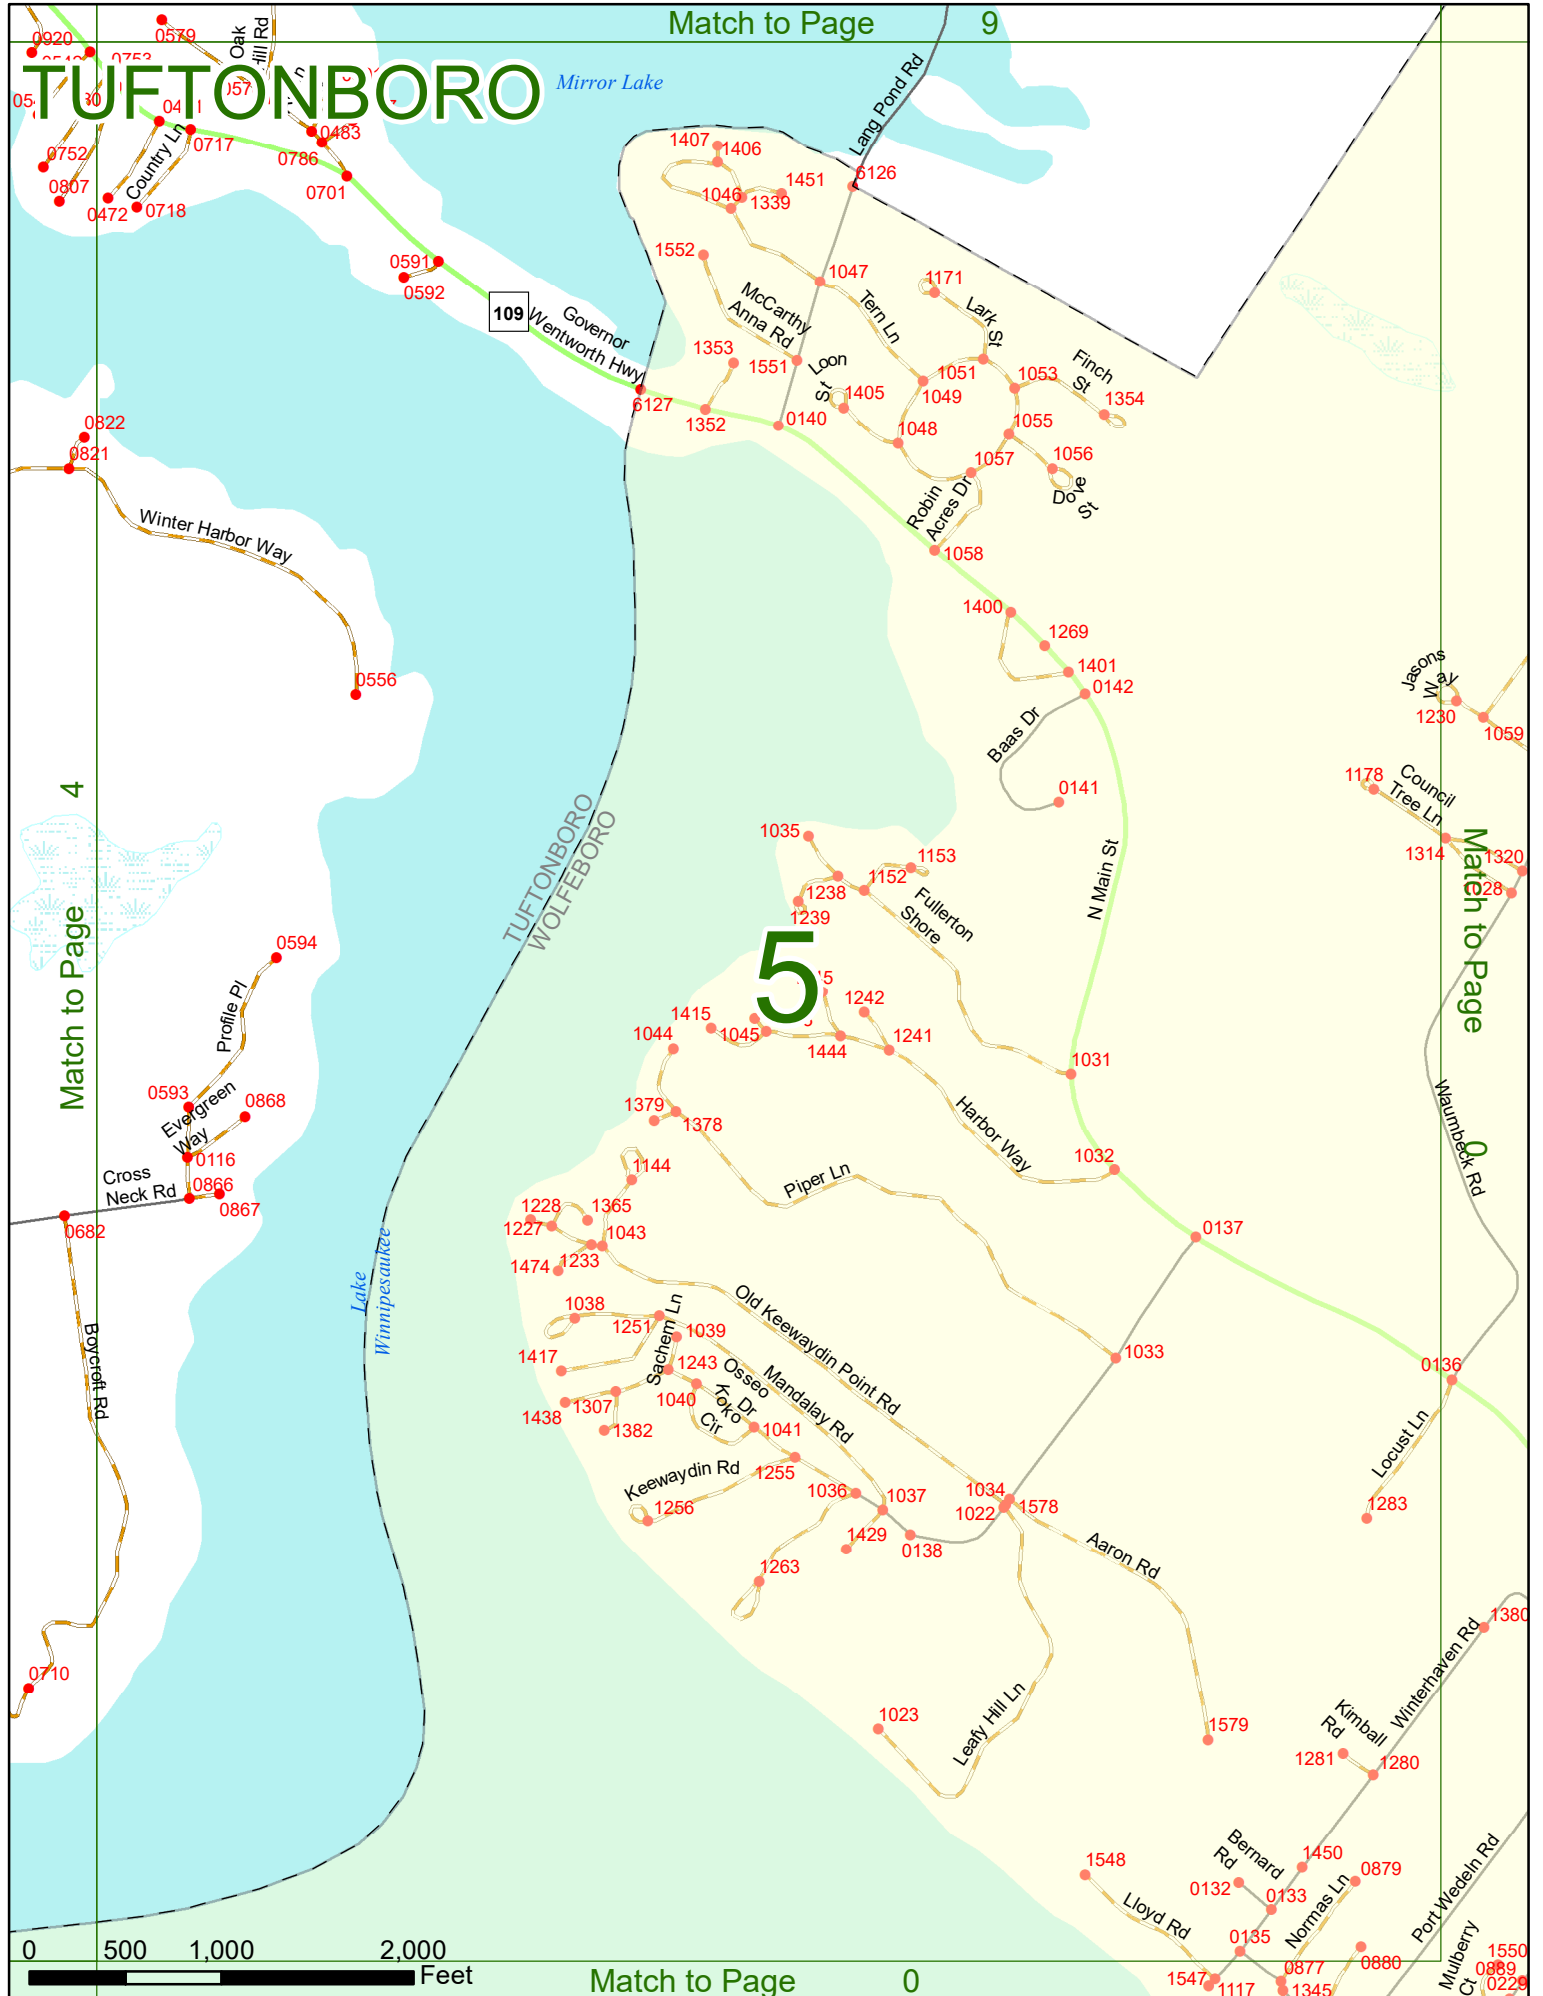 Match to Page 9
TUFTONBORO
Mirror Lake
Lang Pond Rd
Oak
Hill Rd
0920
0579
0753
0483
0786
0717
0701
0752
0807
Country Ln
0472
0718
0591
0592
109
Governor
Wentworth Hwy
6127
1407
1406
1451
1046
1339
6126
1552
1047
1171
McCarthy
Anna Rd
Tern Ln
Lark
St
1353
1551
Loon
St
1051
1053
Finch
St
1354
1405
1049
1352
0140
1048
1055
1057
1056
Dove
St
Robin
Acres Dr
1058
0822
0821
Winter Harbor Way
0556
1400
1269
1401
0142
Baas Dr
0141
Jasons
Way
1230
1059
1178
Council
Tree Ln
1314
1320
Match to Page 4
Match to Page 0
TUFTONBORO
WOLFEBORO
1035
1153
1152
1238
1239
Fullerton
Shore
N Main St
5
0594
Profile Pl
1415
1045
1242
1044
1444
1241
1031
0593
Evergreen
Way
0868
0116
Cross
Neck Rd
0866
0867
0682
1379
1378
Harbor Way
1032
Waumbeck Rd
1144
Piper Ln
1228
1365
1227
1043
1233
1474
0137
Lake
Winnipesaukee
Old Keewaydin Point Rd
1038
1251
Sachem Ln
1039
1417
1243
Osseo
Dr
Mandalay Rd
1033
0136
1040
Koko
Cir
1438
1307
1382
1041
Boycroft Rd
Locust Ln
Keewaydin Rd
1255
1256
1036
1037
1034
1022
1578
1283
1429
0138
Aaron Rd
1263
0710
1023
Leafy Hill Ln
1579
1380
Winterhaven Rd
Kimball
Rd
1281
1280
Bernard
Rd
1450
0879
1548
0132
0133
Lloyd Rd
Normas Ln
Port Wedeln Rd
0135
0880
Mulberry
Ct
1550
0889
0229
1547
1117
0877
1345
0 500 1,000 2,000
Feet
Match to Page 0